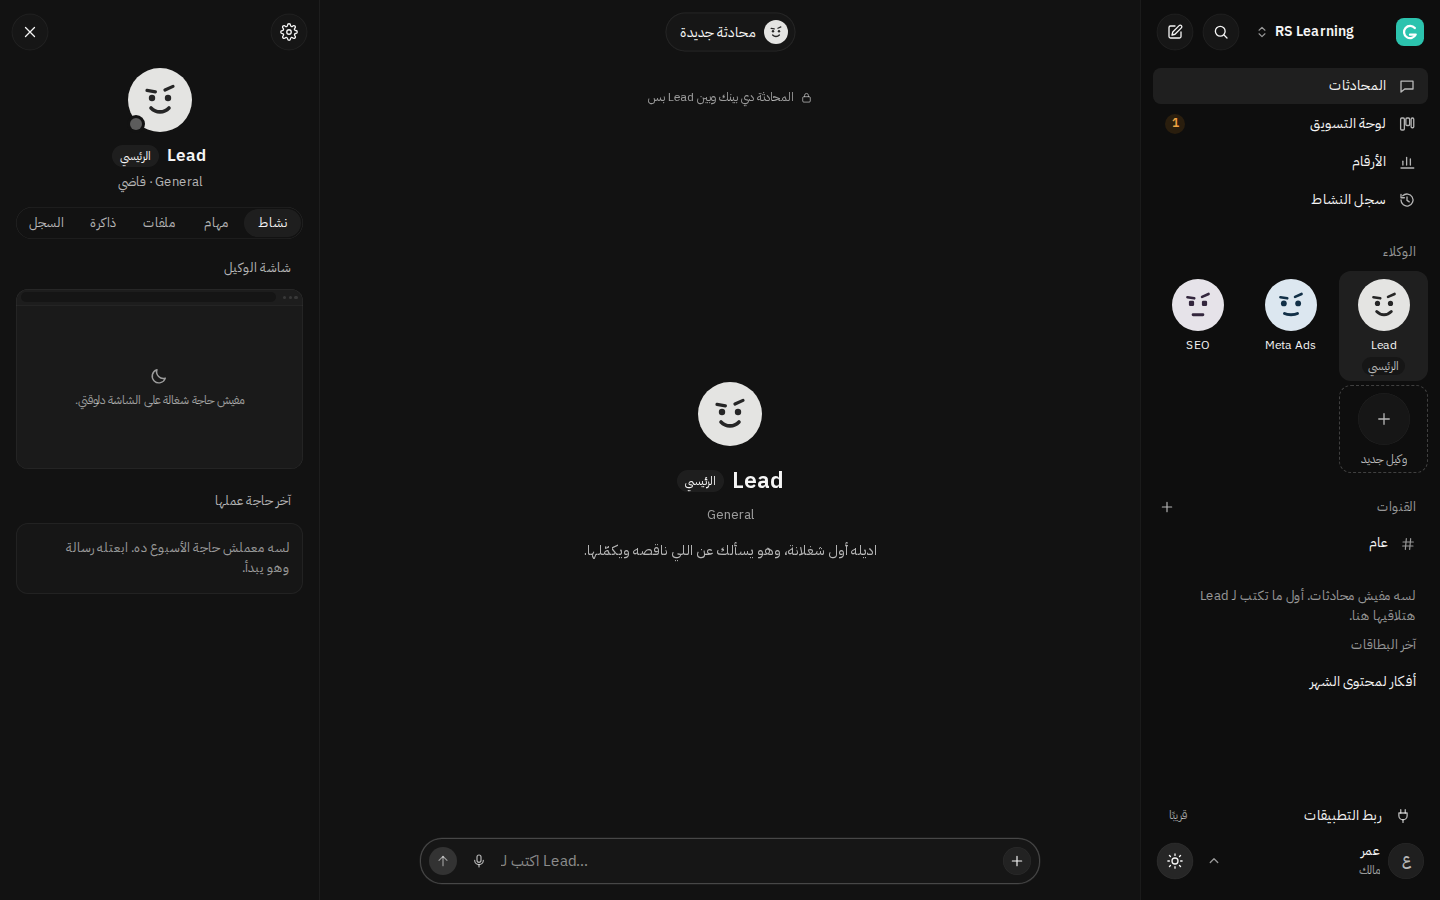 RS Learning
المحادثات
لوحة التسويق
1
الأرقام
سجل النشاط
الوكلاء
Lead
الرئيسي
Meta Ads
SEO
وكيل جديد
القنوات
عام
لسه مفيش محادثات. أول ما تكتب لـ Lead
هتلاقيها هنا.
آخر البطاقات
أفكار لمحتوى الشهر
ربط التطبيقات
قريبًا
ع
عمر
مالك
محادثة جديدة
المحادثة دي بينك وبين Lead بس
Lead الرئيسي
General
اديله أول شغلانة، وهو يسألك عن اللي ناقصه ويكمّلها.
اكتب لـ Lead...
Lead الرئيسي
General · فاضي
نشاط
مهام
ملفات
ذاكرة
السجل
شاشة الوكيل
مفيش حاجة شغالة على الشاشة دلوقتي.
آخر حاجة عملها
لسه معملش حاجة الأسبوع ده. ابعتله رسالة
وهو يبدأ.